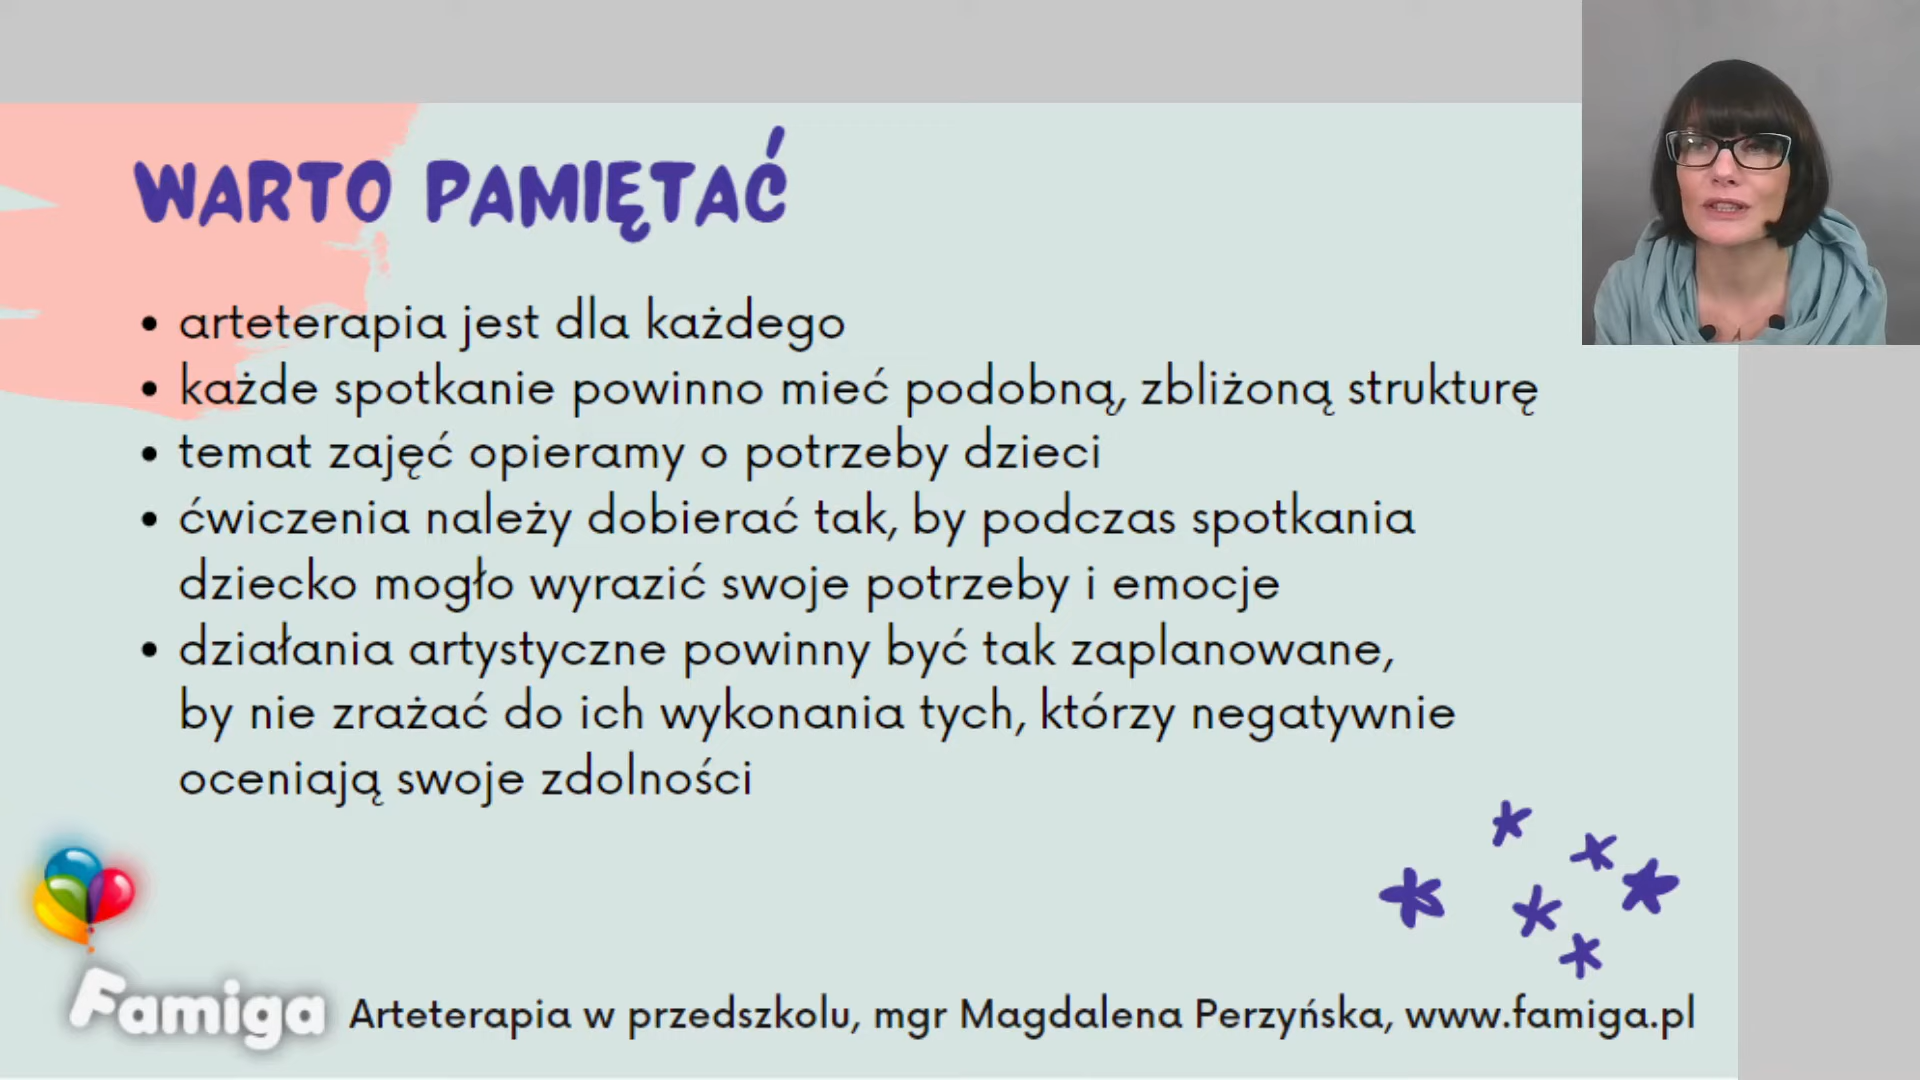 WARTO PAMIĘTAĆ
• arteterapia jest dla każdego
• każde spotkanie powinno mieć podobną, zbliżoną strukturę
• temat zajęć opieramy o potrzeby dzieci
• ćwiczenia należy dobierać tak, by podczas spotkania
dziecko mogło wyrazić swoje potrzeby i emocje
• działania artystyczne powinny być tak zaplanowane,
by nie zrażać do ich wykonania tych, którzy negatywnie
oceniają swoje zdolności
Famiga
Arteterapia w przedszkolu, mgr Magdalena Perzyńska, www.famiga.pl